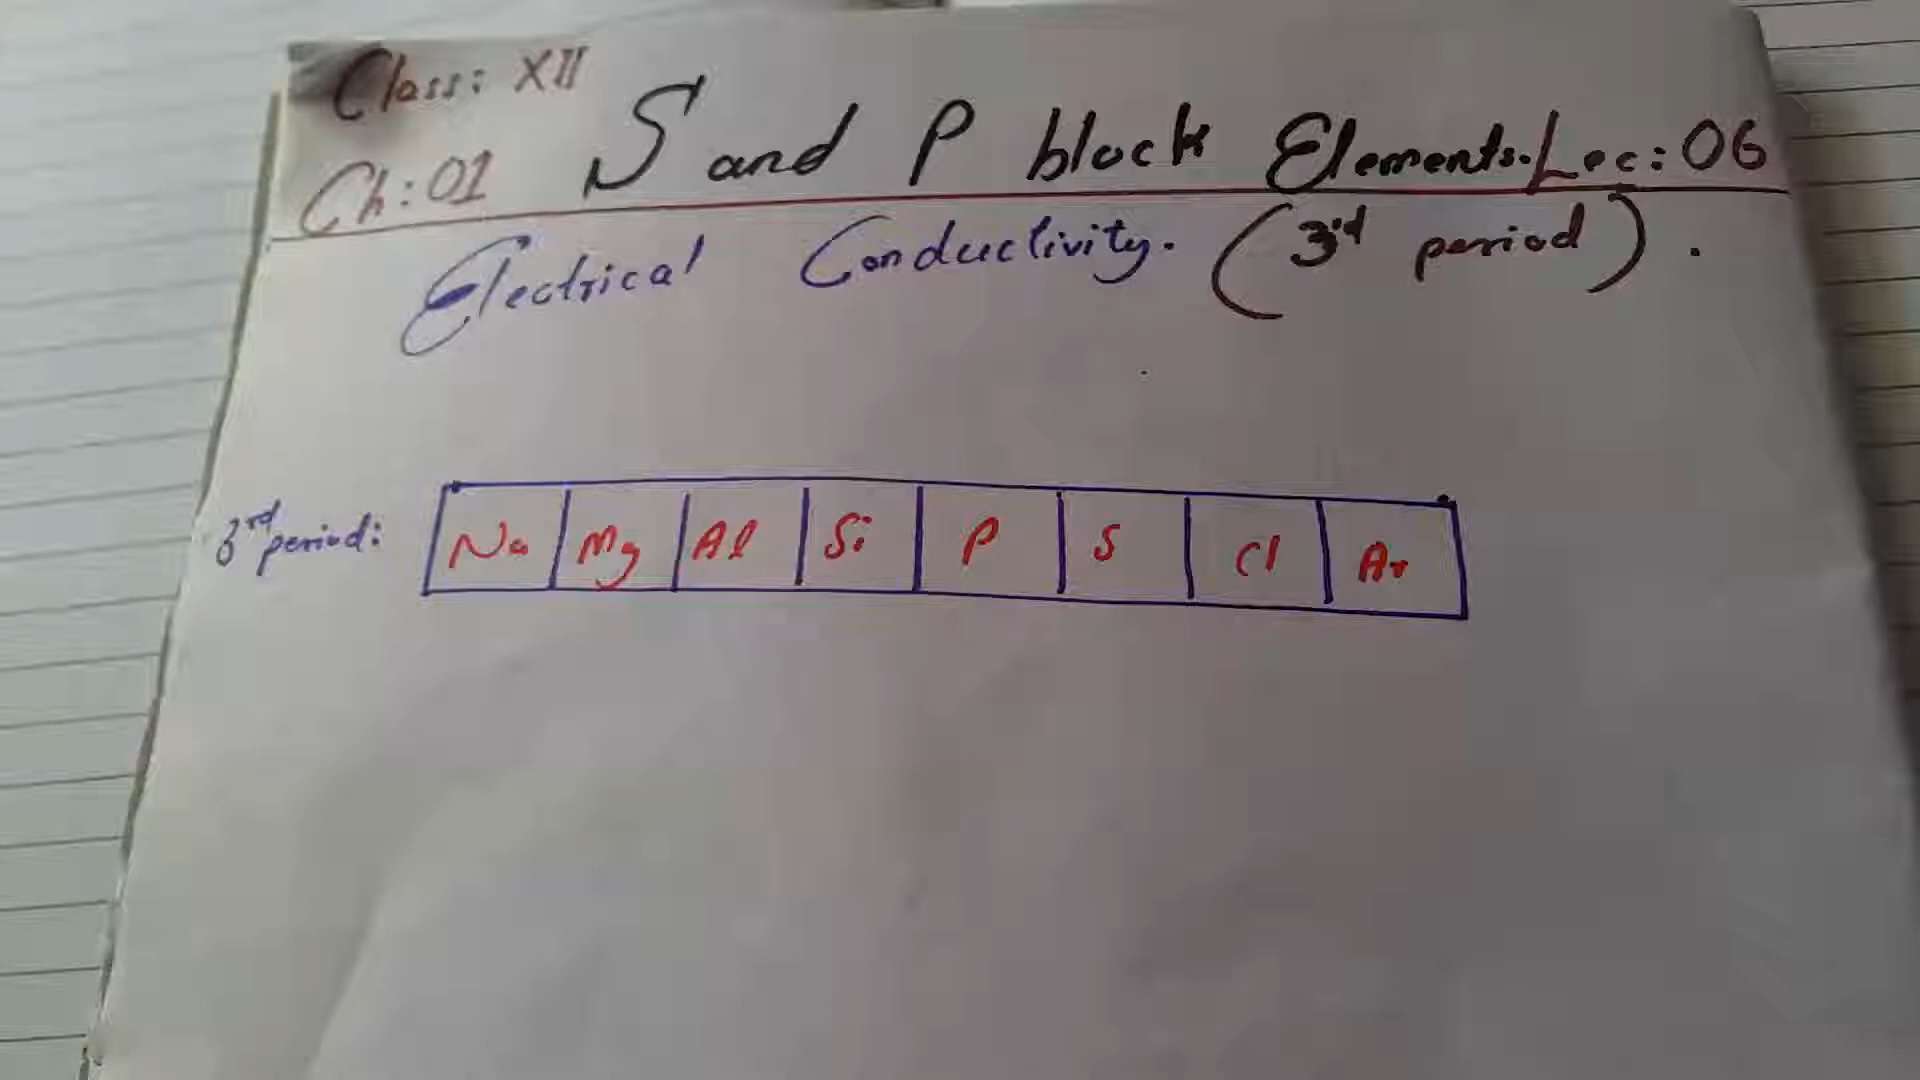 Class: XII
Ch: 01 S and P block Elements. Lec: 06
Electrical Conductivity. (3rd period).
3rd period: Na Mg Al Si P S Cl Ar